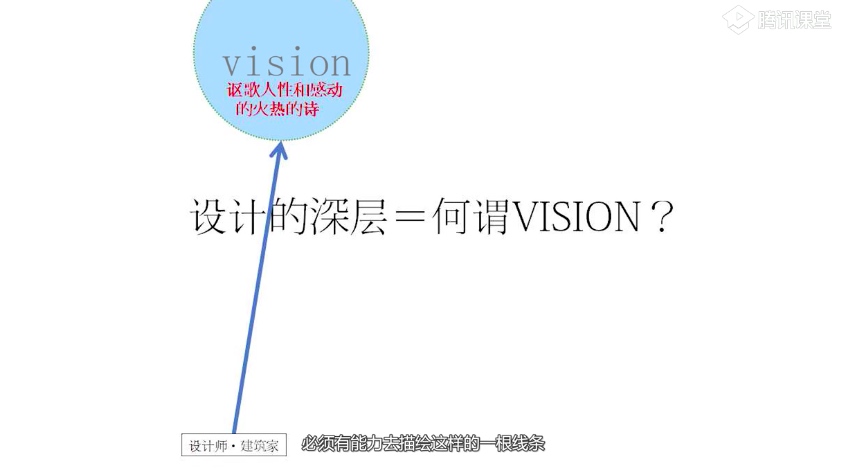 腾讯课堂
vision
讴歌人性和感动
的火热的诗
设计的深层＝何谓VISION？
设计师·建筑家
必须有能力去描绘这样的一根线条